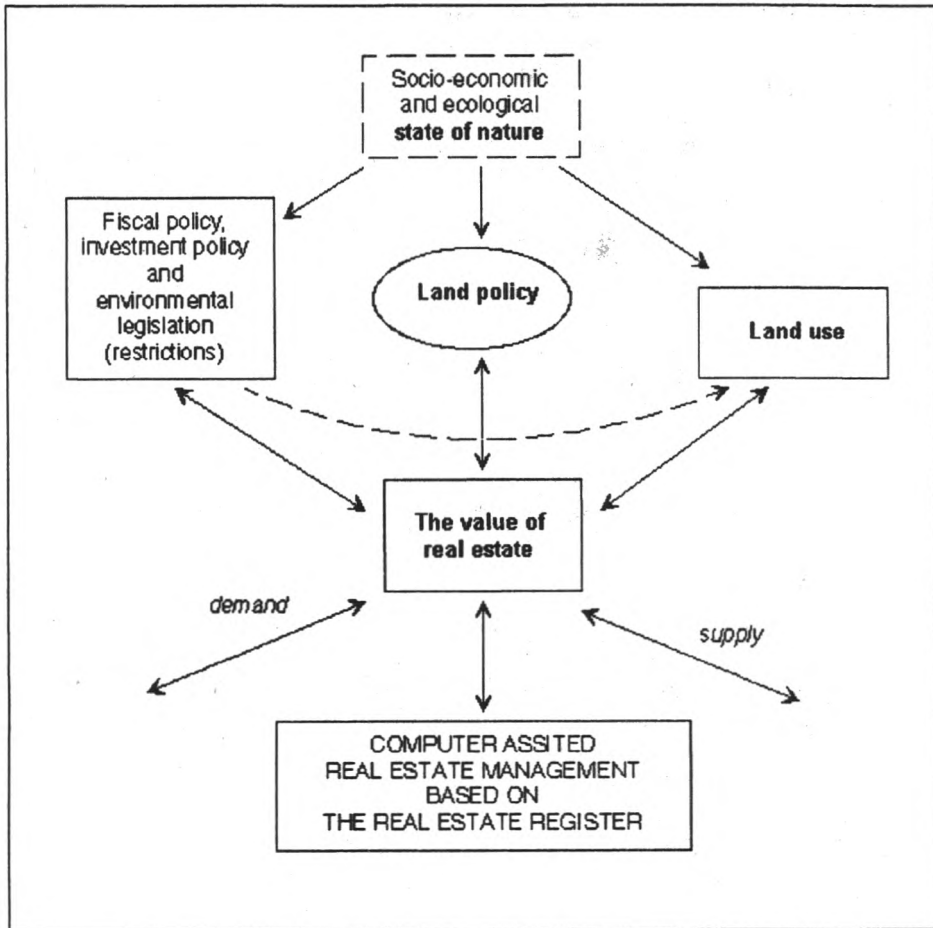 Socio-economic
and ecological
state of nature
Fiscal policy,
investment policy
and
environmental
legislation
(restrictions)
Land policy
Land use
The value of
real estate
demand
supply
COMPUTER ASSITED
REAL ESTATE MANAGEMENT
BASED ON
THE REAL ESTATE REGISTER